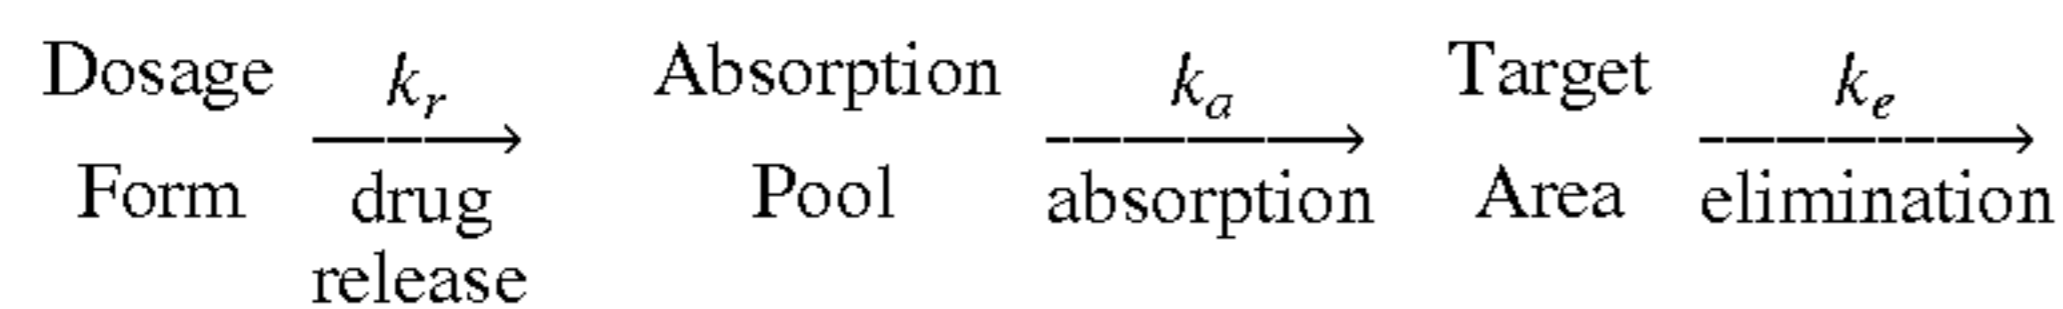 Dosage k_r Absorption k_a Target k_e
Form drug Pool absorption Area elimination
release